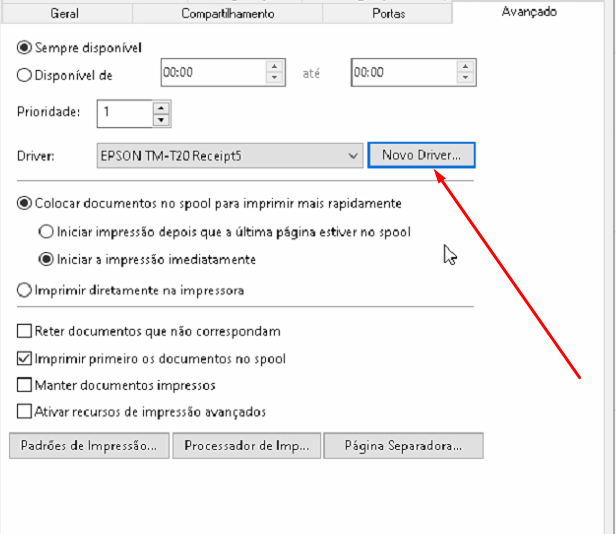 Geral Compartilhamento Portas Avançado
Sempre disponível
Disponível de 00:00 até 00:00
Prioridade: 1
Driver: EPSON TM-T20 Receipt5 Novo Driver...
Colocar documentos no spool para imprimir mais rapidamente
Iniciar impressão depois que a última página estiver no spool
Iniciar a impressão imediatamente
Imprimir diretamente na impressora
Reter documentos que não correspondam
Imprimir primeiro os documentos no spool
Manter documentos impressos
Ativar recursos de impressão avançados
Padrões de Impressão... Processador de Imp... Página Separadora...